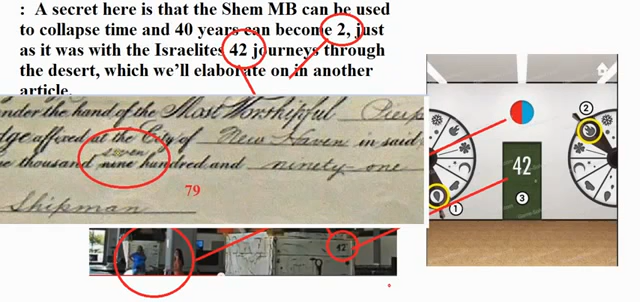 : A secret here is that the Shem MB can be used
to collapse time and 40 years can become 2, just
as it was with the Israelites 42 journeys through
the desert, which we'll elaborate on in another
article.
nder the hand of the Most Worshipful Pierp
dge affixed at the City of New Haven in said
seven
ne thousand nine hundred and ninety-one
79
Shipman
2
42
3
1
42